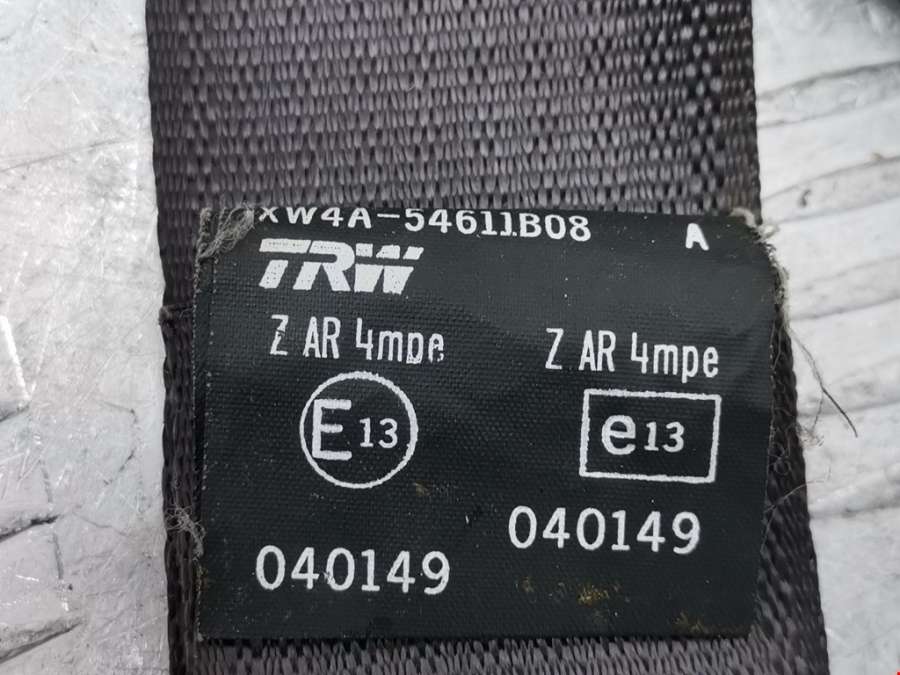 XW4A-54611B08 A
TRW
Z AR 4mpe Z AR 4mpe
E 13 e 13
040149 040149